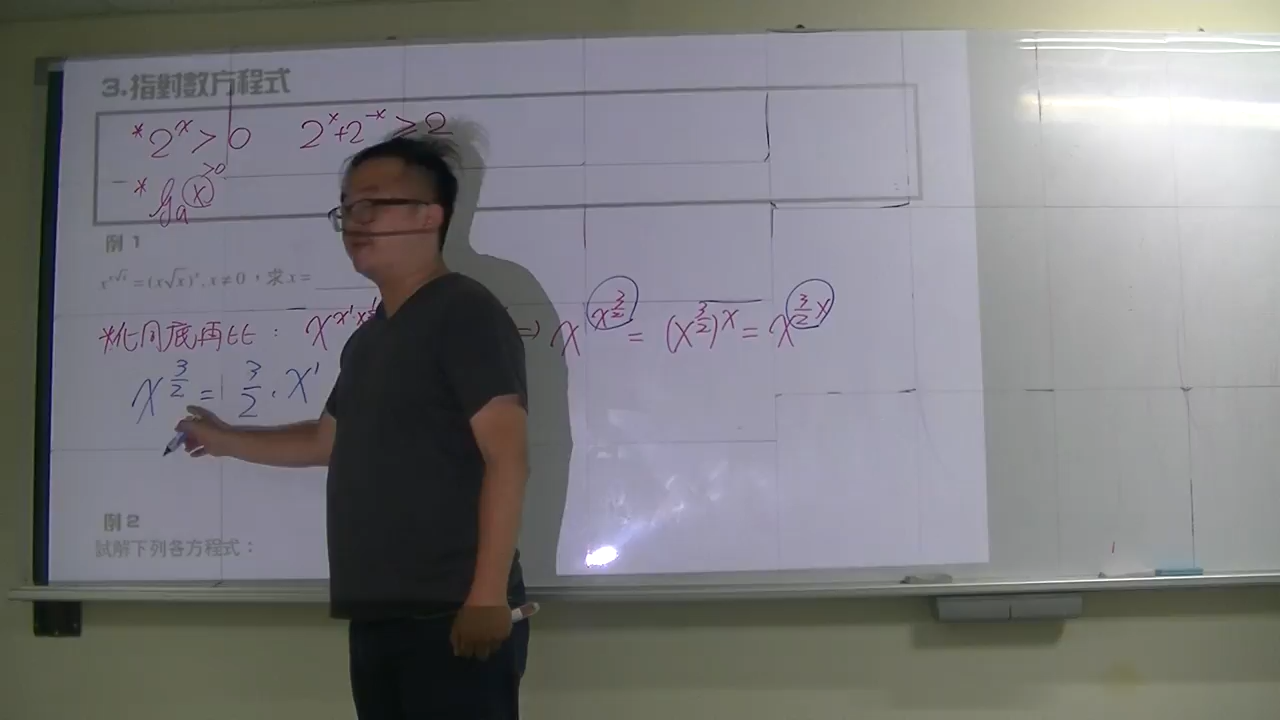 3.指對數方程式
*2^x > 0 2^x+2^-x ≥ 2
* log_a x >0
例 1
x^{x√x} = (x√x)^x, x≠0，求x=
*化同底再比： x^{x^1 x^{1/2}} ⇒ x^{x^{3/2}} = (x^{3/2})^x = x^{3/2 x}
x^{3/2} = 3/2 · x^1
例 2
試解下列各方程式：